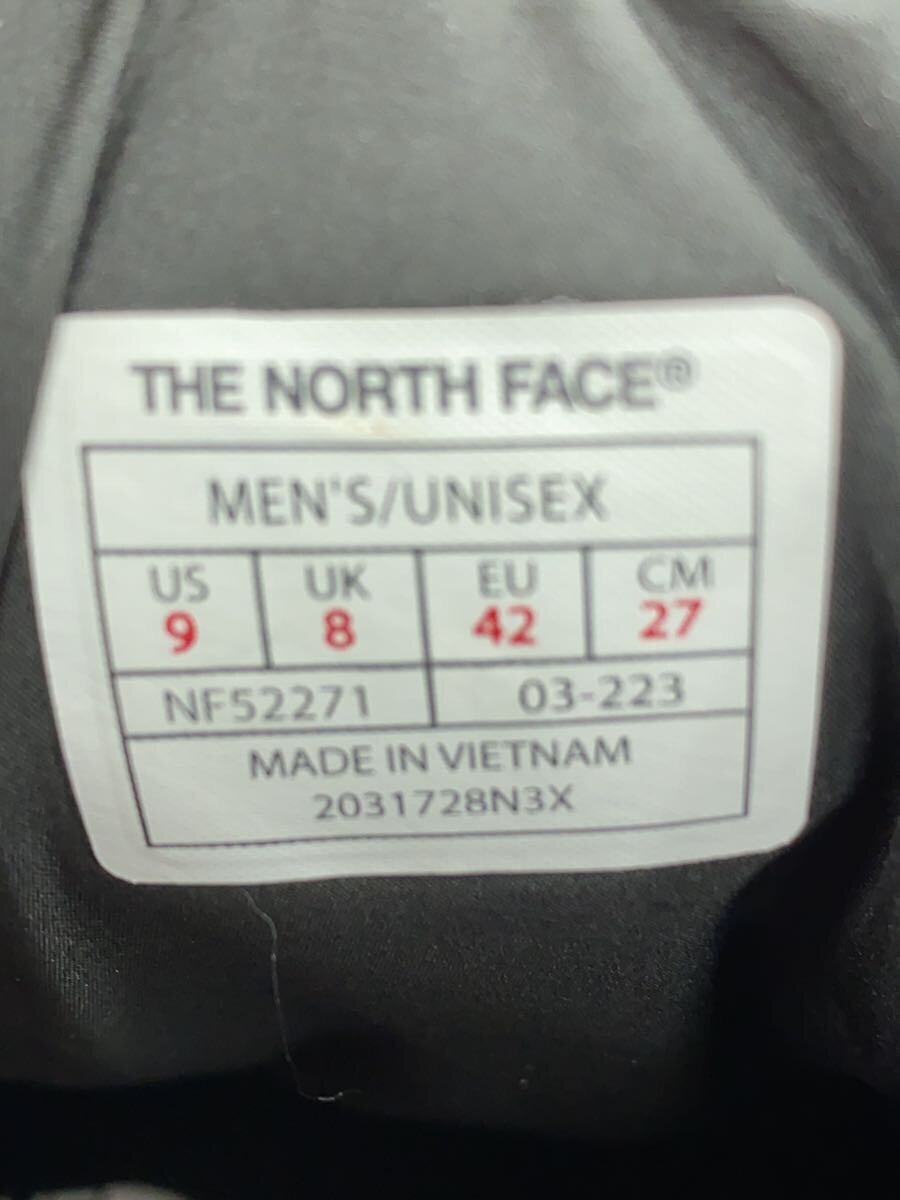 THE NORTH FACE®
MEN'S/UNISEX
US UK EU CM
9 8 42 27
NF52271 03-223
MADE IN VIETNAM
2031728N3X